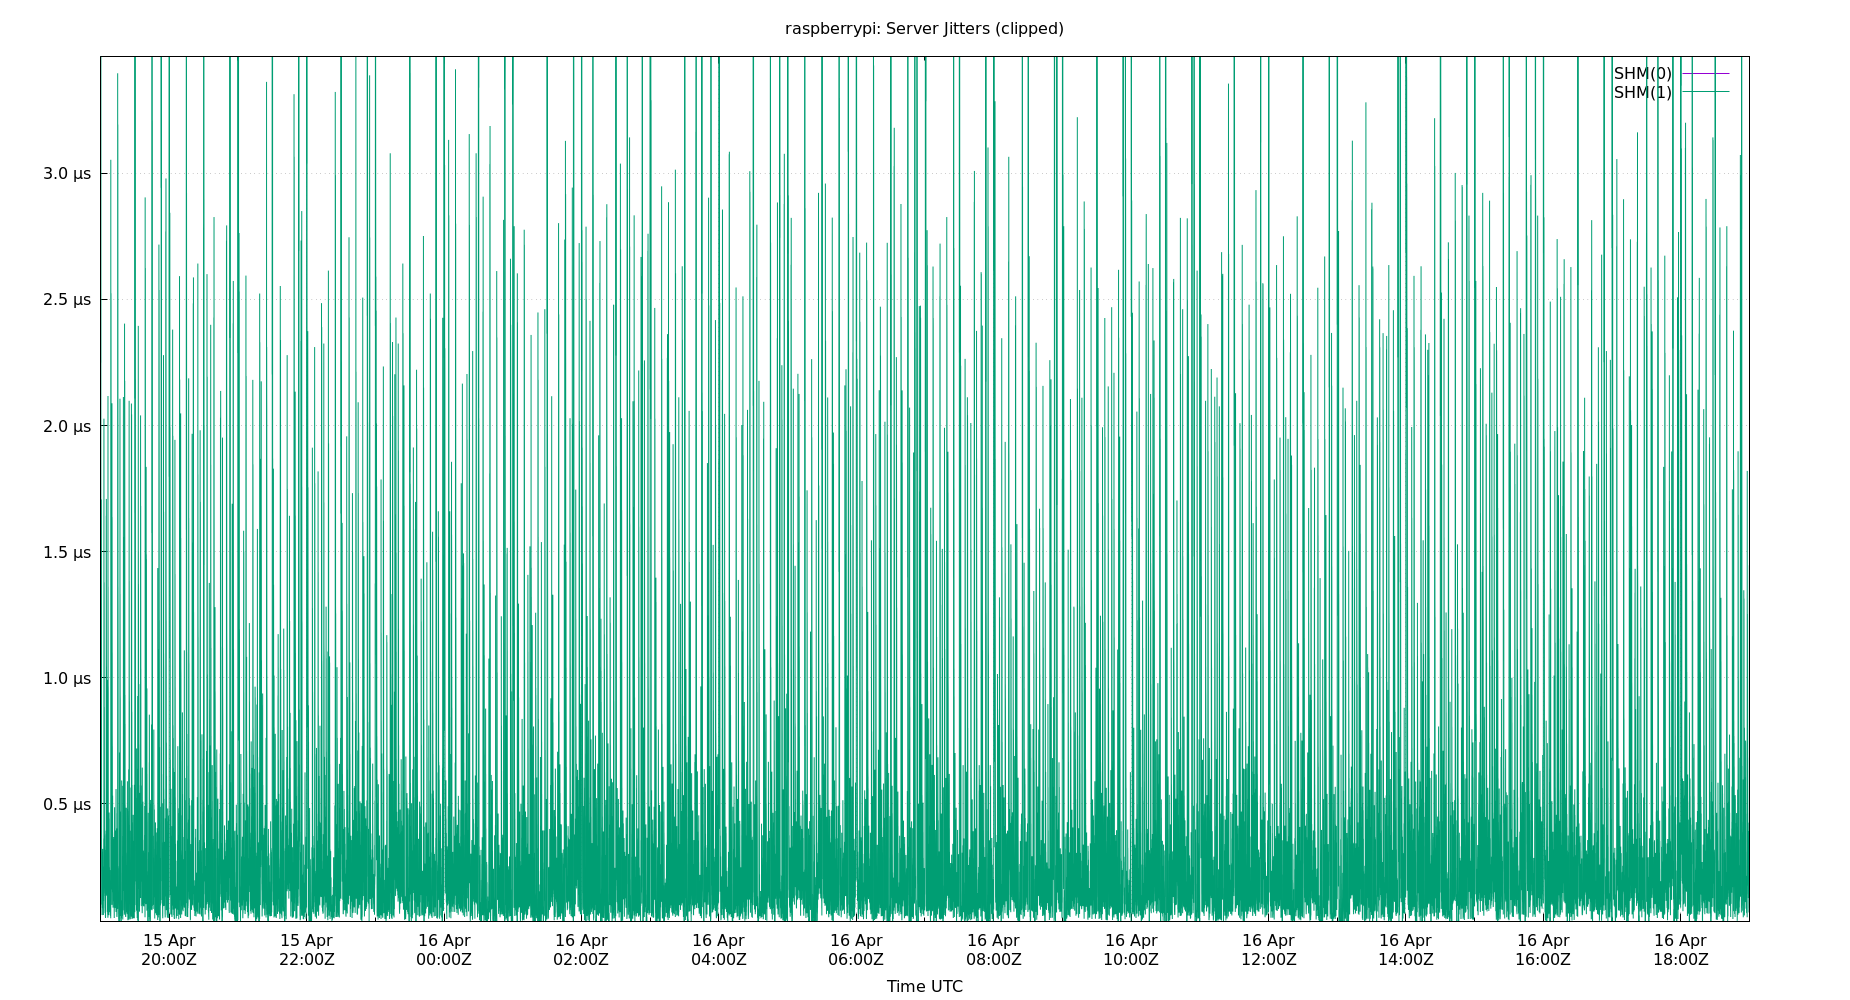 raspberrypi: Server Jitters (clipped)
SHM(0)
SHM(1)
3.0 µs
2.5 µs
2.0 µs
1.5 µs
1.0 µs
0.5 µs
15 Apr 15 Apr 16 Apr 16 Apr 16 Apr 16 Apr 16 Apr 16 Apr 16 Apr 16 Apr 16 Apr 16 Apr
20:00Z 22:00Z 00:00Z 02:00Z 04:00Z 06:00Z 08:00Z 10:00Z 12:00Z 14:00Z 16:00Z 18:00Z
Time UTC